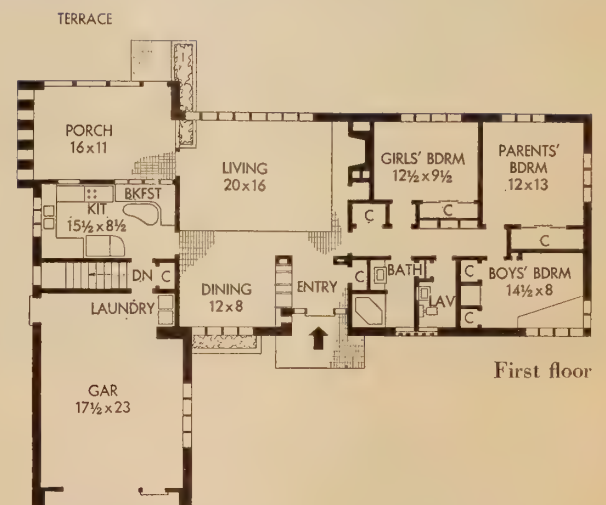 TERRACE
PORCH
16 x 11
LIVING
20 x 16
GIRLS' BDRM
12½ x 9½
PARENTS'
BDRM
12 x 13
BKFST
KIT
15½ x 8½
C
C
C
DN
C
LAUNDRY
DINING
12 x 8
ENTRY
C
BATH
LAV
C
C
BOYS' BDRM
14½ x 8
First floor
GAR
17½ x 23